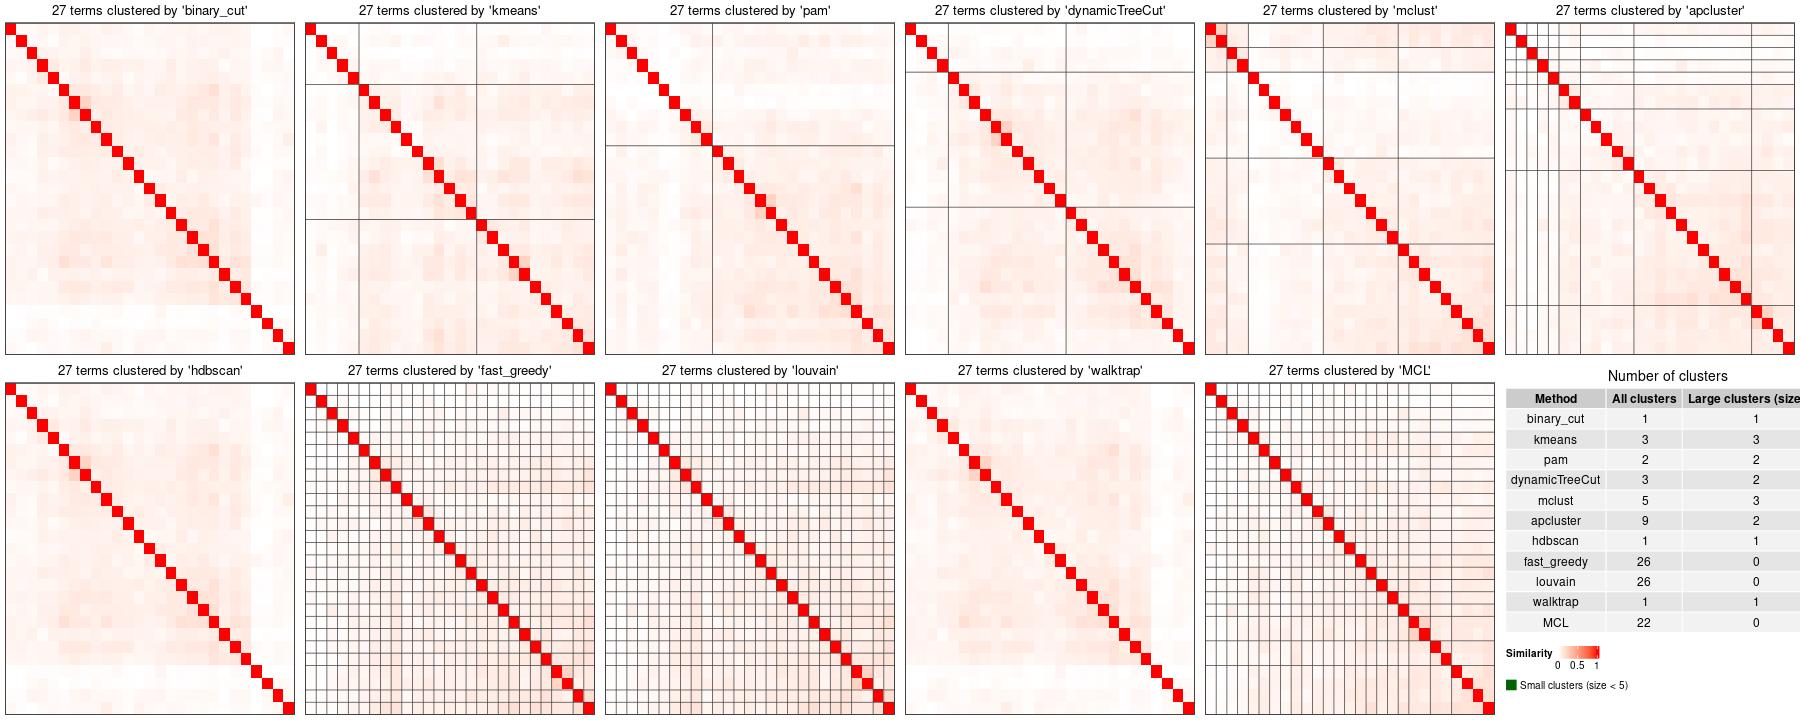 27 terms clustered by 'binary_cut'
27 terms clustered by 'kmeans'
27 terms clustered by 'pam'
27 terms clustered by 'dynamicTreeCut'
27 terms clustered by 'mclust'
27 terms clustered by 'apcluster'
27 terms clustered by 'hdbscan'
27 terms clustered by 'fast_greedy'
27 terms clustered by 'louvain'
27 terms clustered by 'walktrap'
27 terms clustered by 'MCL'
Number of clusters
Method All clusters Large clusters (size
binary_cut 1 1
kmeans 3 3
pam 2 2
dynamicTreeCut 3 2
mclust 5 3
apcluster 9 2
hdbscan 1 1
fast_greedy 26 0
louvain 26 0
walktrap 1 1
MCL 22 0
Similarity
0 0.5 1
Small clusters (size < 5)